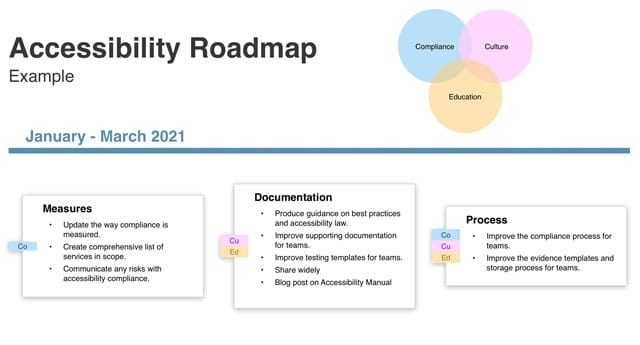 Accessibility Roadmap
Example
Compliance
Culture
Education
January - March 2021
Co
Measures
• Update the way compliance is
measured.
• Create comprehensive list of
services in scope.
• Communicate any risks with
accessibility compliance.
Cu
Ed
Documentation
• Produce guidance on best practices
and accessibility law.
• Improve supporting documentation
for teams.
• Improve testing templates for teams.
• Share widely
• Blog post on Accessibility Manual
Co
Cu
Ed
Process
• Improve the compliance process for
teams.
• Improve the evidence templates and
storage process for teams.